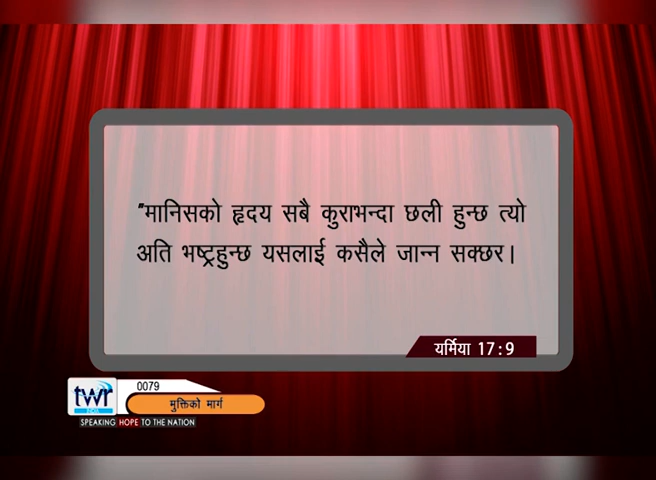 "मानिसको हृदय सबै कुराभन्दा छली हुन्छ त्यो
अति भष्ट्रहुन्छ यसलाई कसैले जान्न सक्छर।
यर्मिया 17:9
0079
twr
मुक्तिको मार्ग
SPEAKING HOPE TO THE NATION